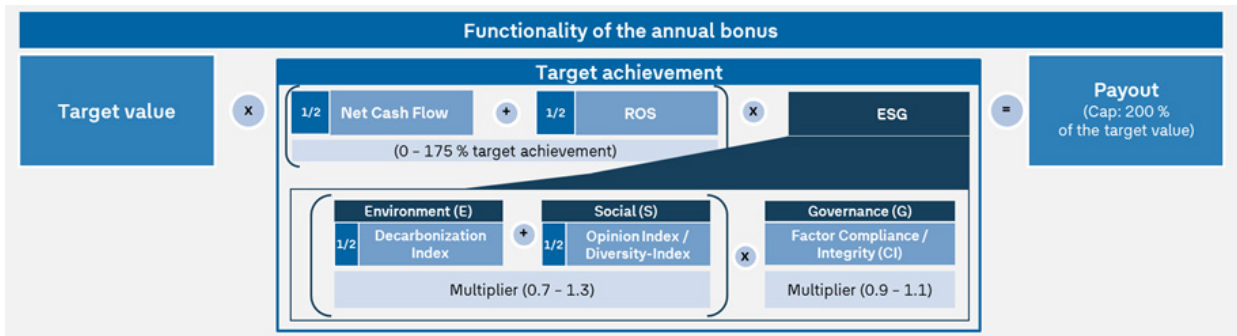 Functionality of the annual bonus
Target value
x
Target achievement
1/2 Net Cash Flow
+
1/2 ROS
(0 – 175 % target achievement)
x
ESG
=
Payout
(Cap: 200 %
of the target value)
Environment (E)
1/2 Decarbonization
Index
+
Social (S)
1/2 Opinion Index /
Diversity-Index
Multiplier (0.7 – 1.3)
x
Governance (G)
Factor Compliance /
Integrity (CI)
Multiplier (0.9 – 1.1)